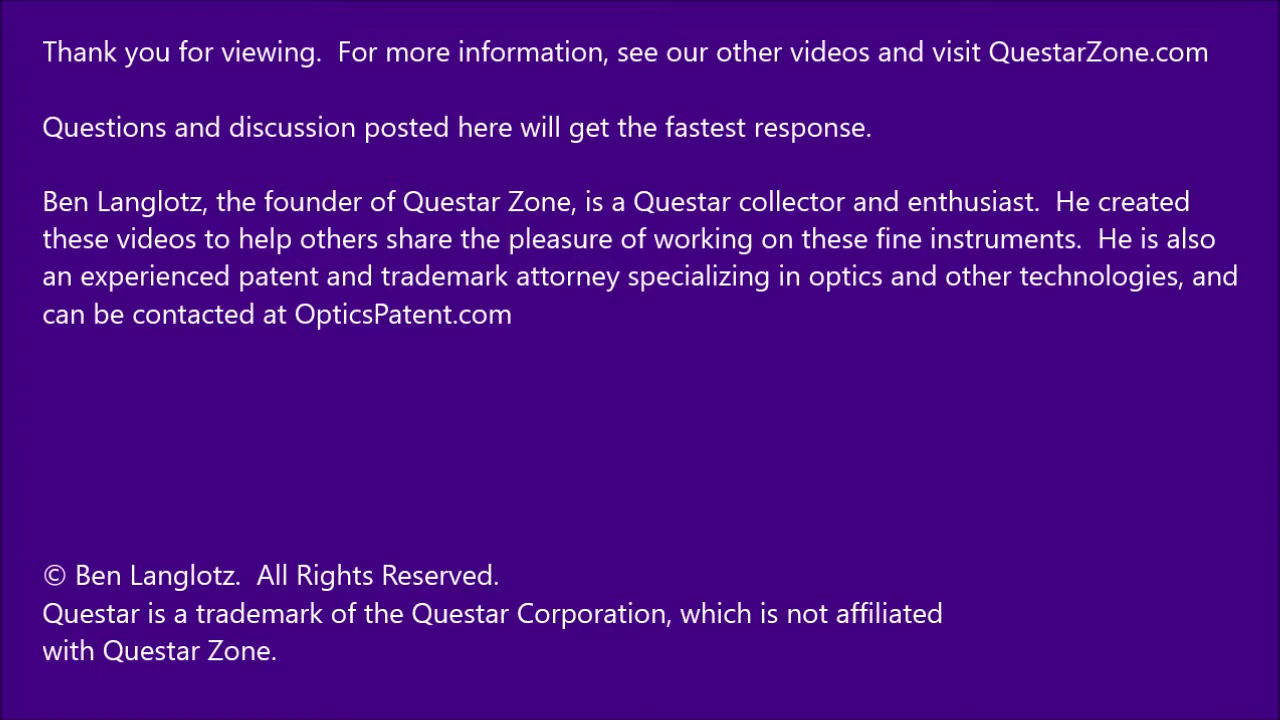 Thank you for viewing.  For more information, see our other videos and visit QuestarZone.com
Questions and discussion posted here will get the fastest response.
Ben Langlotz, the founder of Questar Zone, is a Questar collector and enthusiast.  He created
these videos to help others share the pleasure of working on these fine instruments.  He is also
an experienced patent and trademark attorney specializing in optics and other technologies, and
can be contacted at OpticsPatent.com
© Ben Langlotz.  All Rights Reserved.
Questar is a trademark of the Questar Corporation, which is not affiliated
with Questar Zone.